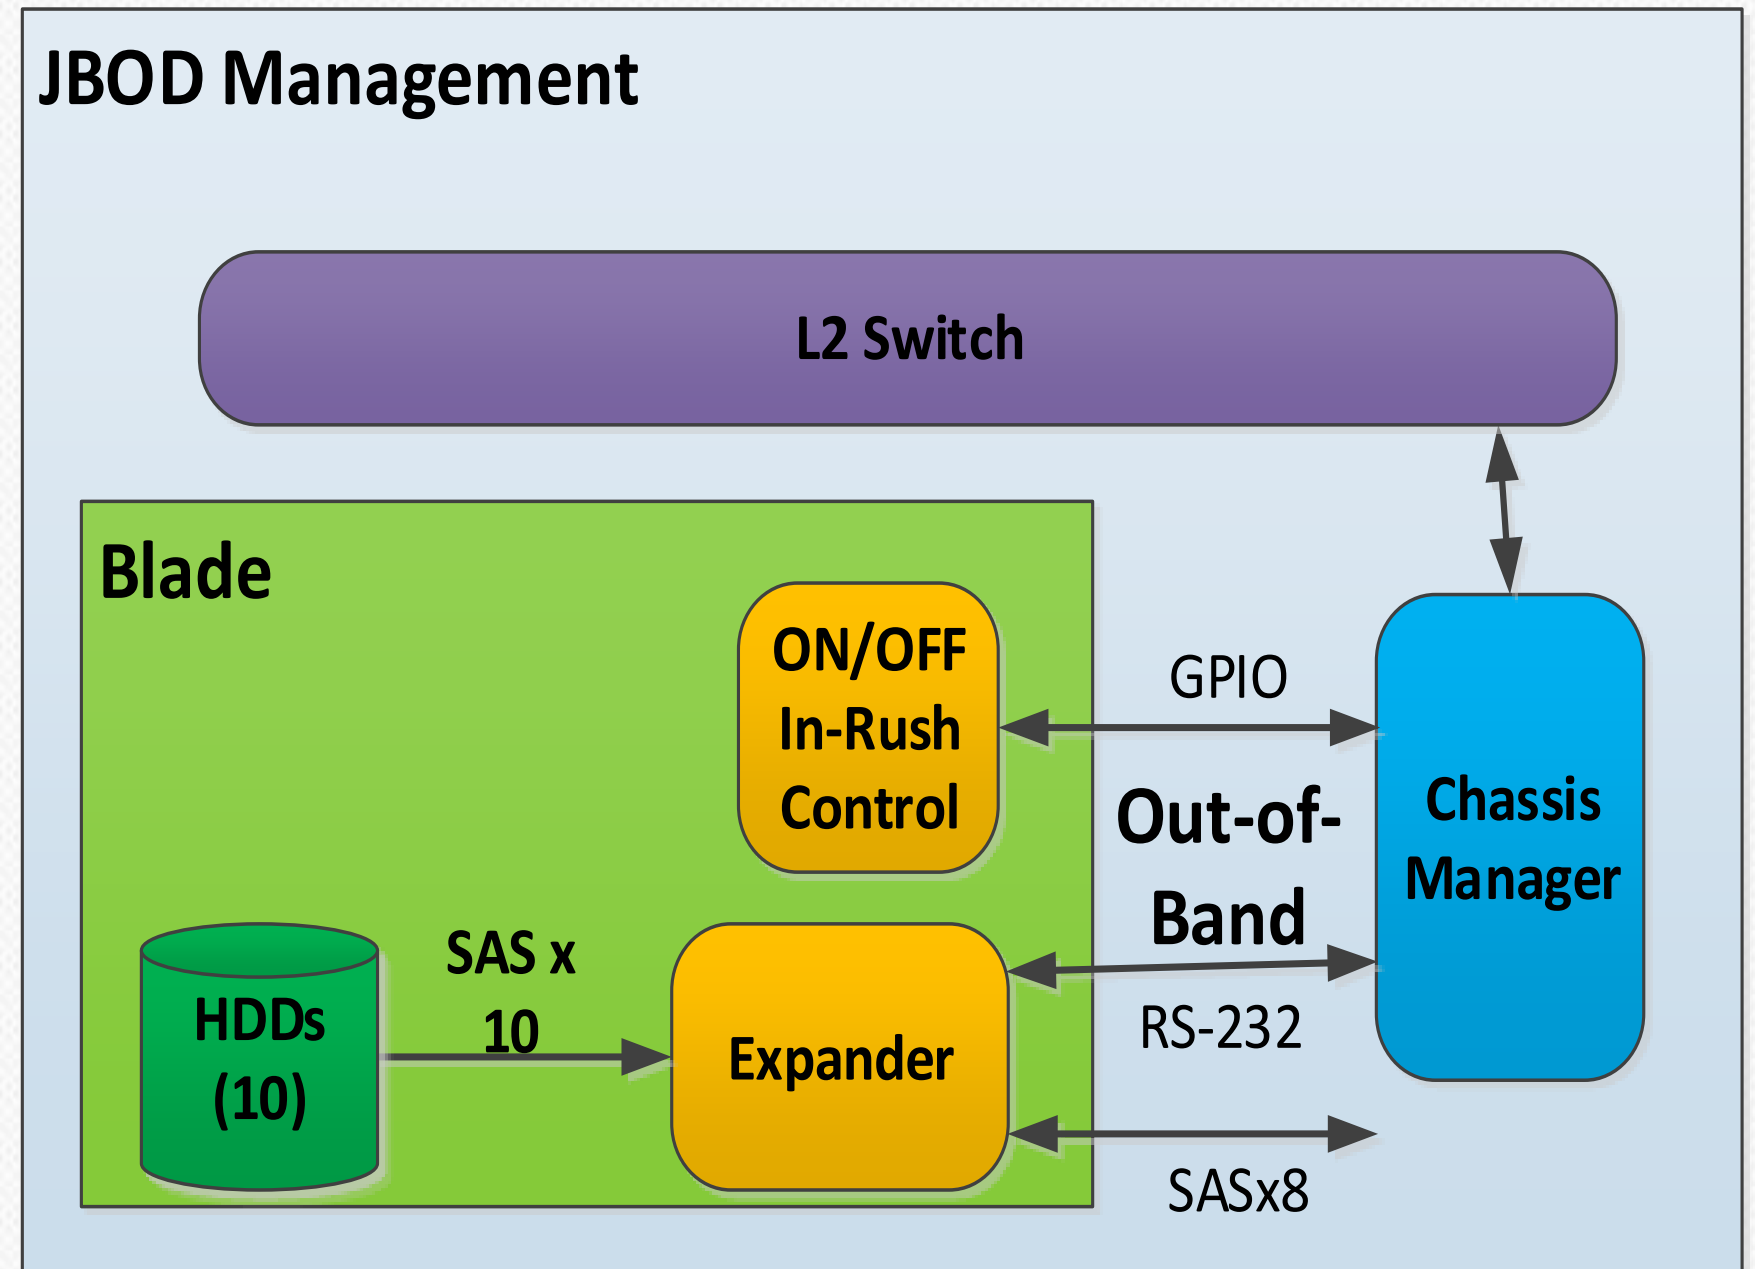 JBOD Management
L2 Switch
Blade
ON/OFF
In-Rush
Control
GPIO
Out-of-
Band
Chassis
Manager
SAS x
10
HDDs
(10)
Expander
RS-232
SASx8